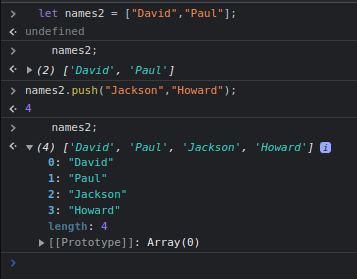 let names2 = ["David","Paul"];
undefined
names2;
(2) ['David', 'Paul']
names2.push("Jackson","Howard");
4
names2;
(4) ['David', 'Paul', 'Jackson', 'Howard'] i
0: "David"
1: "Paul"
2: "Jackson"
3: "Howard"
length: 4
[[Prototype]]: Array(0)